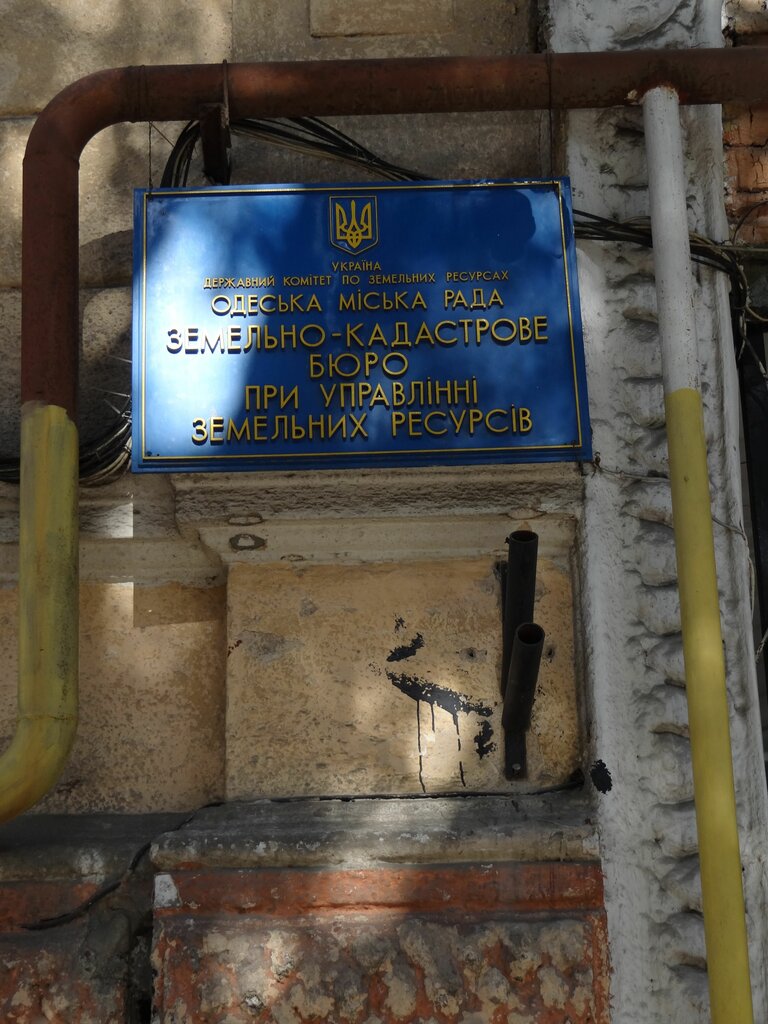 УКРАЇНА
ДЕРЖАВНИЙ КОМІТЕТ ПО ЗЕМЕЛЬНИХ РЕСУРСАХ
ОДЕСЬКА МІСЬКА РАДА
ЗЕМЕЛЬНО-КАДАСТРОВЕ
БЮРО
ПРИ УПРАВЛІННІ
ЗЕМЕЛЬНИХ РЕСУРСІВ